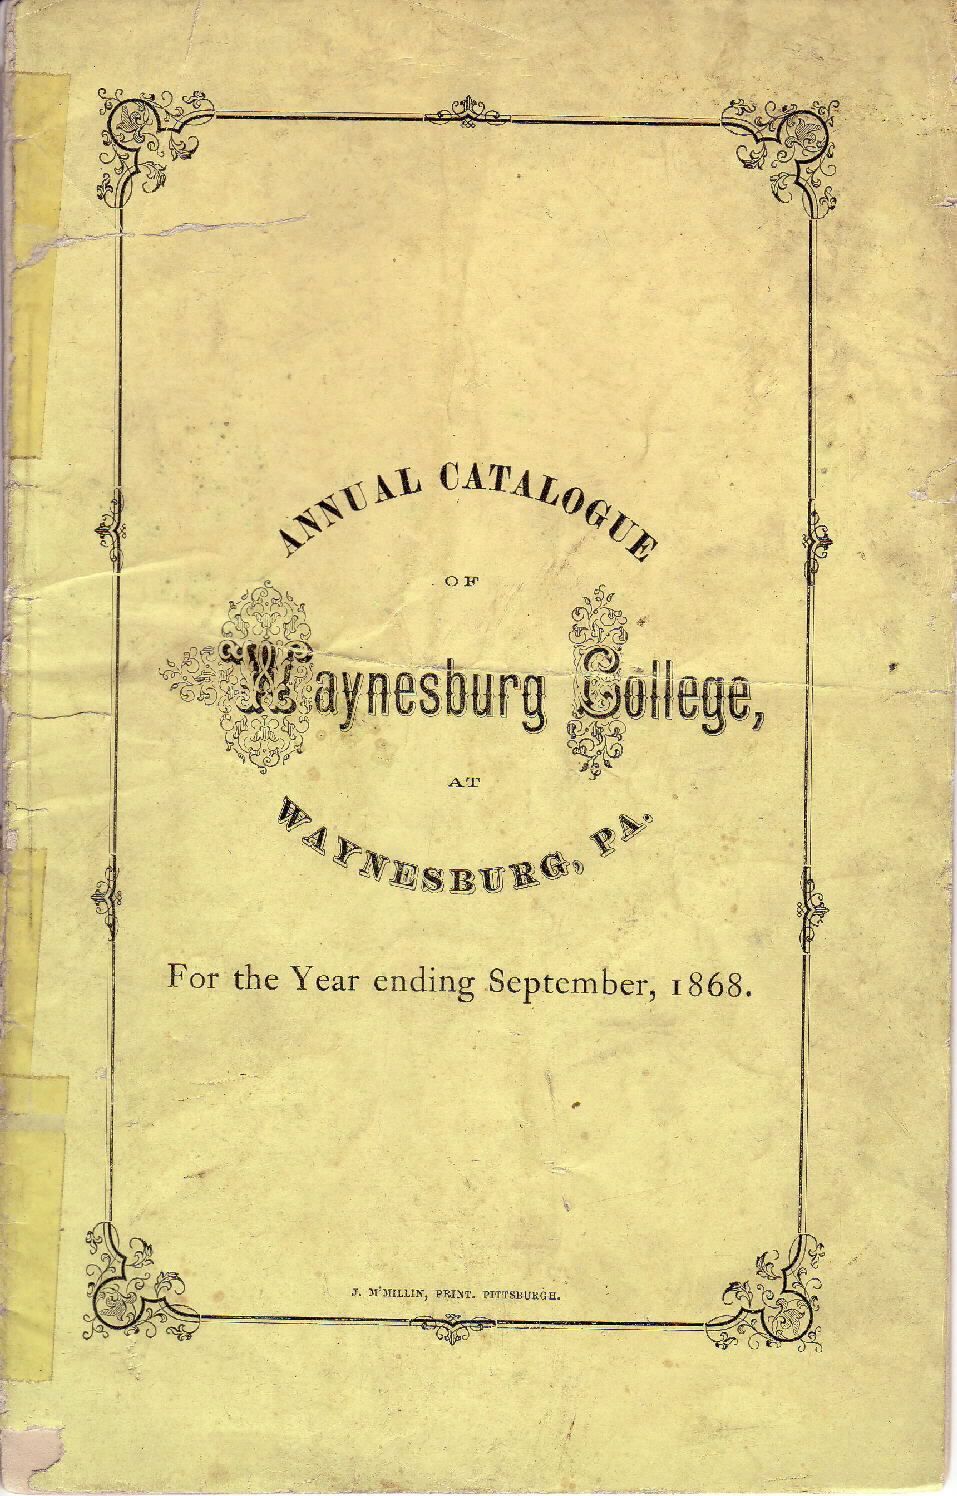 ANNUAL CATALOGUE
OF
Waynesburg College,
AT
WAYNESBURG, PA.
For the Year ending September, 1868.
J. M'MILLIN, PRINT. PITTSBURGH.